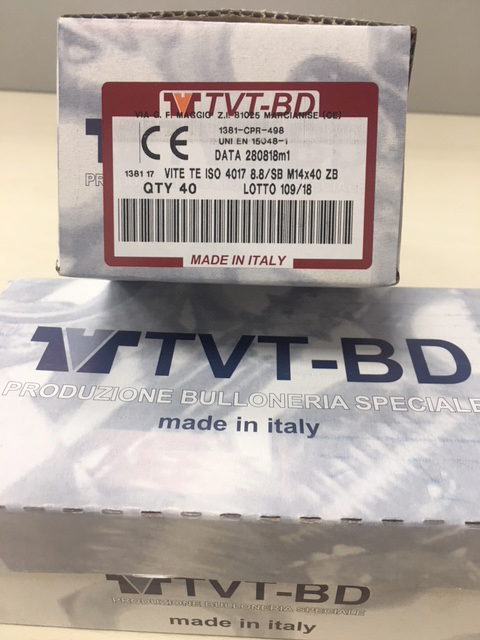 TVT-BD
VIA G. F. MAGGIO Z.I. 81025 MARCIANISE (CE)
1381-CPR-498
UNI EN 15048-1
CE DATA 280818m1
1381 17 VITE TE ISO 4017 8.8/SB M14x40 ZB
QTY 40 LOTTO 109/18
MADE IN ITALY
TVT-BD
PRODUZIONE BULLONERIA SPECIALE
made in italy
TVT-BD
PRODUZIONE BULLONERIA SPECIALE
made in italy